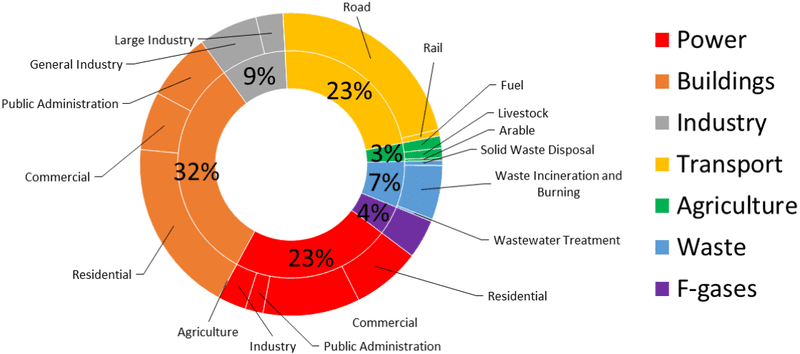 Road
Large Industry
Rail
General Industry
9%
23%
Fuel
Public Administration
Livestock
Arable
3%
Solid Waste Disposal
Commercial
32%
7%
Waste Incineration and
Burning
4%
Wastewater Treatment
Residential
23%
Residential
Agriculture
Commercial
Industry
Public Administration
Power
Buildings
Industry
Transport
Agriculture
Waste
F-gases